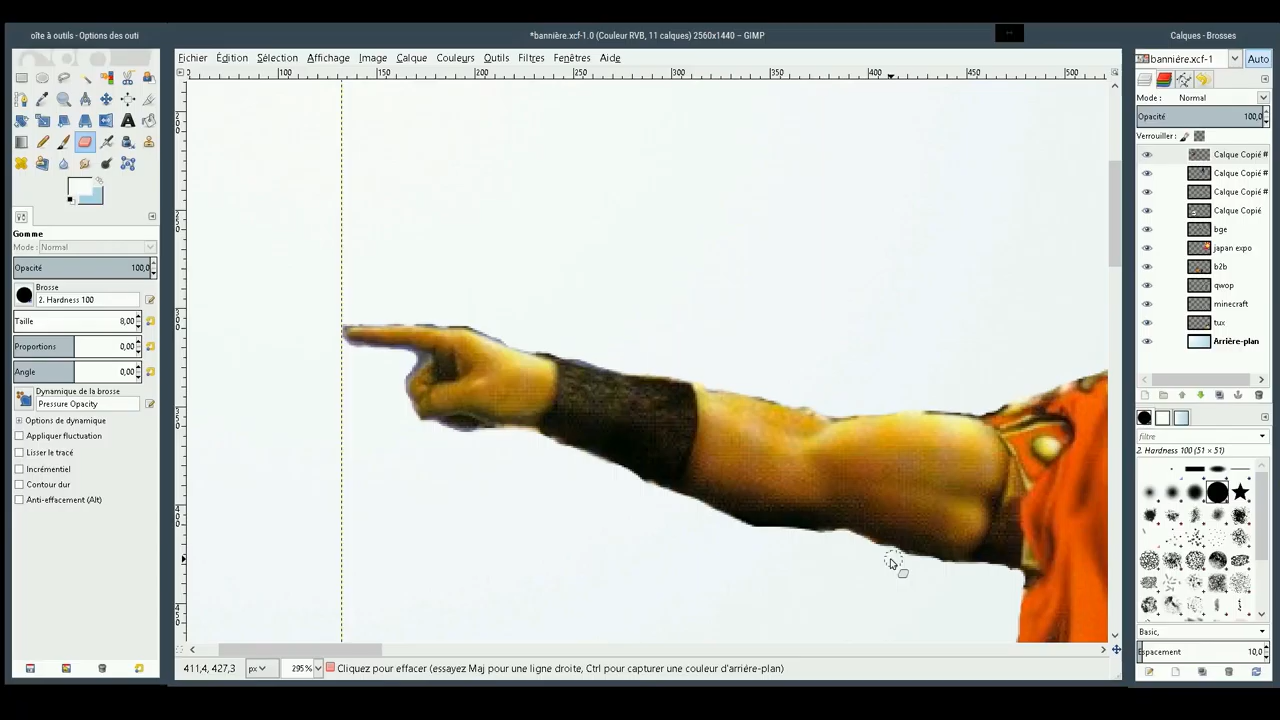 oîte à outils - Options des outi
*bannière.xcf-1.0 (Couleur RVB, 11 calques) 2560x1440 – GIMP
Calques - Brosses
Fichier Édition Sélection Affichage Image Calque Couleurs Outils Filtres Fenêtres Aide
bannière.xcf-1
Auto
100 150 200 250 300 350 400 450 500
Mode : Normal
Opacité 100,0
Verrouiller :
Calque Copié #
Calque Copié #
Calque Copié #
Calque Copié
bge
japan expo
b2b
qwop
minecraft
tux
Arrière-plan
Gomme
Mode : Normal
Opacité 100,0
Brosse
2. Hardness 100
Taille 8,00
Proportions 0,00
Angle 0,00
Dynamique de la brosse
Pressure Opacity
Options de dynamique
Appliquer fluctuation
Lisser le tracé
Incrémentiel
Contour dur
Anti-effacement (Alt)
filtre
2. Hardness 100 (51 × 51)
Basic,
Espacement 10,0
411,4, 427,3 px 295% Cliquez pour effacer (essayez Maj pour une ligne droite, Ctrl pour capturer une couleur d'arrière-plan)